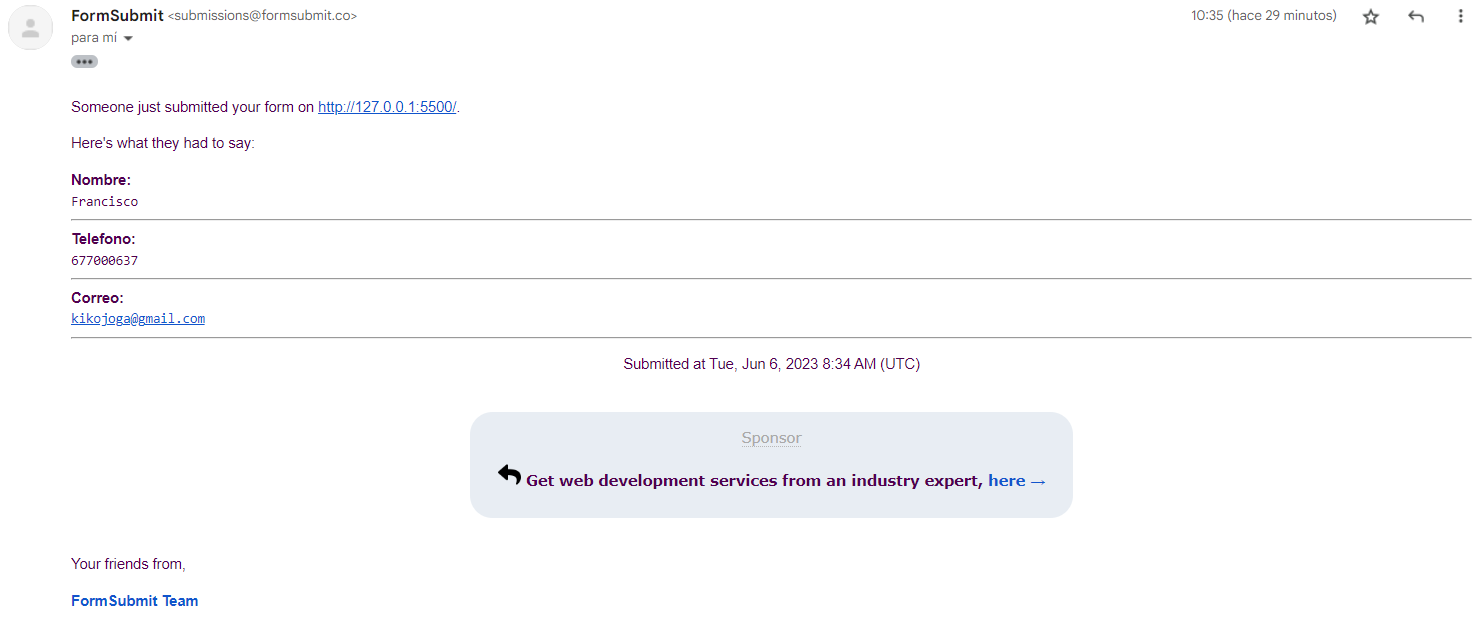 FormSubmit <submissions@formsubmit.co>
10:35 (hace 29 minutos)
para mí
Someone just submitted your form on http://127.0.0.1:5500/.
Here's what they had to say:
Nombre:
Francisco
Telefono:
677000637
Correo:
kikojoga@gmail.com
Submitted at Tue, Jun 6, 2023 8:34 AM (UTC)
Sponsor
Get web development services from an industry expert, here →
Your friends from,
FormSubmit Team